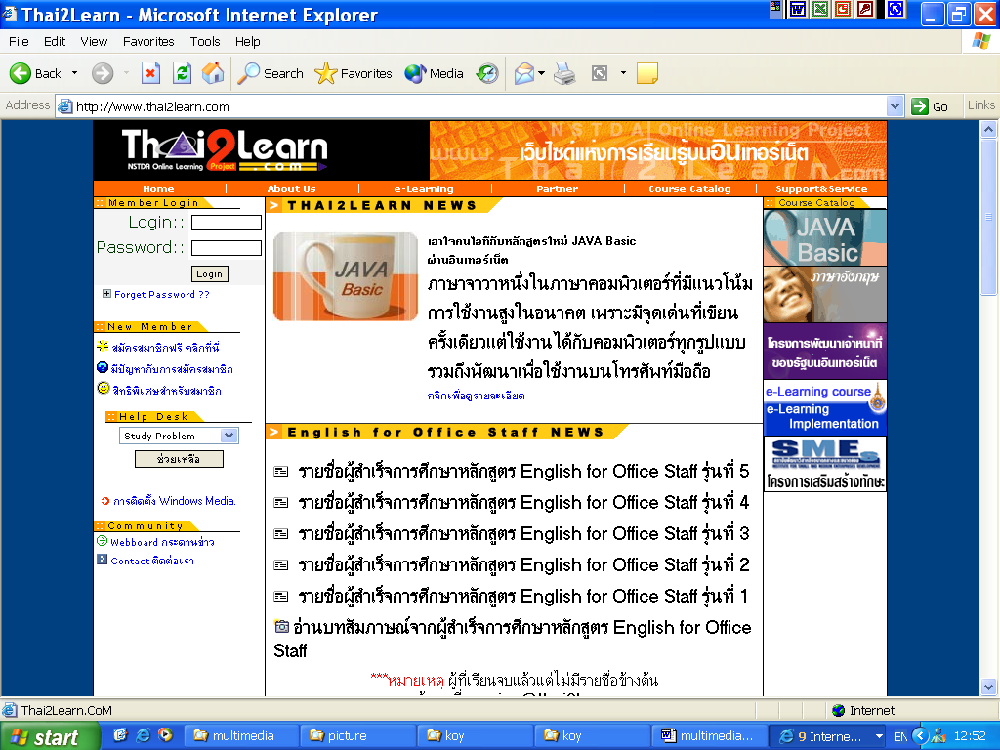 Thai2Learn - Microsoft Internet Explorer
File Edit View Favorites Tools Help
Back Search Favorites Media
Address http://www.thai2learn.com Go Links
Thai2Learn
NSTDA Online Learning Project .com
NSTDA Online Learning Project
เว็บไซต์แห่งการเรียนรู้บนอินเทอร์เน็ต
Thai2Learn.com
Home About Us e-Learning Partner Course Catalog Support&Service
Member Login
Login::
Password::
Login
Forget Password ??
New Member
สมัครสมาชิกฟรี คลิกที่นี่
มีปัญหากับการสมัครสมาชิก
สิทธิพิเศษสำหรับสมาชิก
Help Desk
Study Problem
ช่วยเหลือ
การติดตั้ง Windows Media.
Community
Webboard กระดานข่าว
Contact ติดต่อเรา
> THAI2LEARN NEWS
JAVA
Basic
เอาใจคนไอทีกับหลักสูตรใหม่ JAVA Basic
ผ่านอินเทอร์เน็ต
ภาษาจาวาหนึ่งในภาษาคอมพิวเตอร์ที่มีแนวโน้ม
การใช้งานสูงในอนาคต เพราะมีจุดเด่นที่เขียน
ครั้งเดียวแต่ใช้งานได้กับคอมพิวเตอร์ทุกรูปแบบ
รวมถึงพัฒนาเพื่อใช้งานบนโทรศัพท์มือถือ
คลิกเพื่อดูรายละเอียด
> English for Office Staff NEWS
รายชื่อผู้สำเร็จการศึกษาหลักสูตร English for Office Staff รุ่นที่ 5
รายชื่อผู้สำเร็จการศึกษาหลักสูตร English for Office Staff รุ่นที่ 4
รายชื่อผู้สำเร็จการศึกษาหลักสูตร English for Office Staff รุ่นที่ 3
รายชื่อผู้สำเร็จการศึกษาหลักสูตร English for Office Staff รุ่นที่ 2
รายชื่อผู้สำเร็จการศึกษาหลักสูตร English for Office Staff รุ่นที่ 1
อ่านบทสัมภาษณ์จากผู้สำเร็จการศึกษาหลักสูตร English for Office
Staff
***หมายเหตุ ผู้ที่เรียนจบแล้วแต่ไม่มีรายชื่อข้างต้น
Course Catalog
JAVA
Basic
ภาษาอังกฤษ
โครงการพัฒนาเจ้าหน้าที่
ของรัฐบนอินเทอร์เน็ต
e-Learning course
e-Learning
Implementation
SMEs
โครงการเสริมสร้างทักษะ
Thai2Learn.CoM Internet
start multimedia picture koy koy multimedia... 9 Interne... EN 12:52